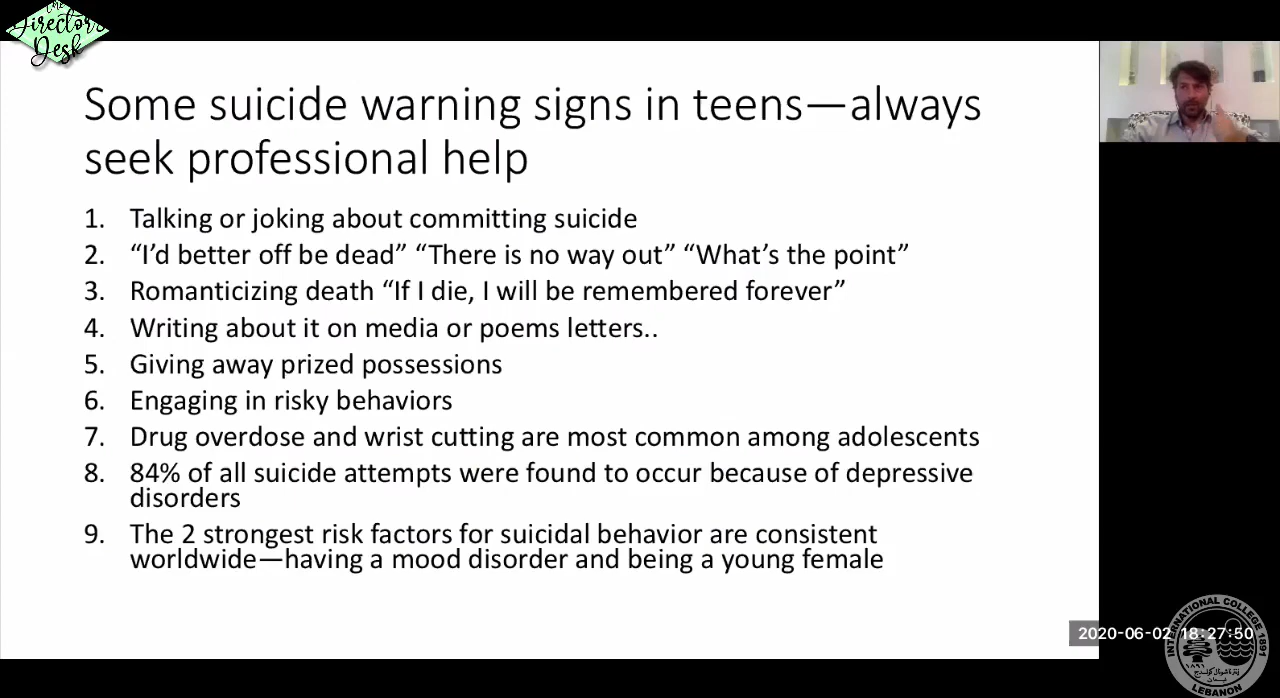 the
Director's
Desk
Some suicide warning signs in teens—always
seek professional help
1. Talking or joking about committing suicide
2. “I’d better off be dead” “There is no way out” “What’s the point”
3. Romanticizing death “If I die, I will be remembered forever”
4. Writing about it on media or poems letters..
5. Giving away prized possessions
6. Engaging in risky behaviors
7. Drug overdose and wrist cutting are most common among adolescents
8. 84% of all suicide attempts were found to occur because of depressive
disorders
9. The 2 strongest risk factors for suicidal behavior are consistent
worldwide—having a mood disorder and being a young female
2020-06-02 18:27:50
INTERNATIONAL COLLEGE 1891
١٨٩١
LEBANON